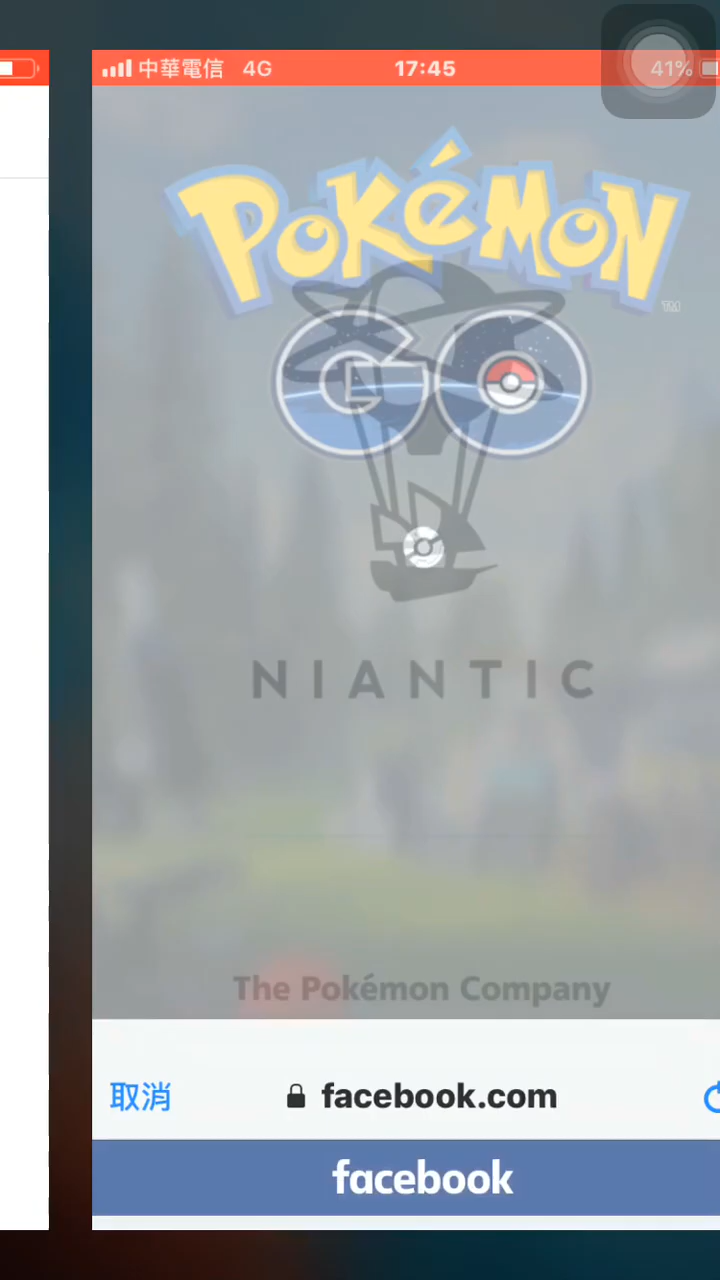 中華電信 4G 17:45 41%
POKÉMON
TM
GO
NIANTIC
The Pokémon Company
取消 facebook.com
facebook